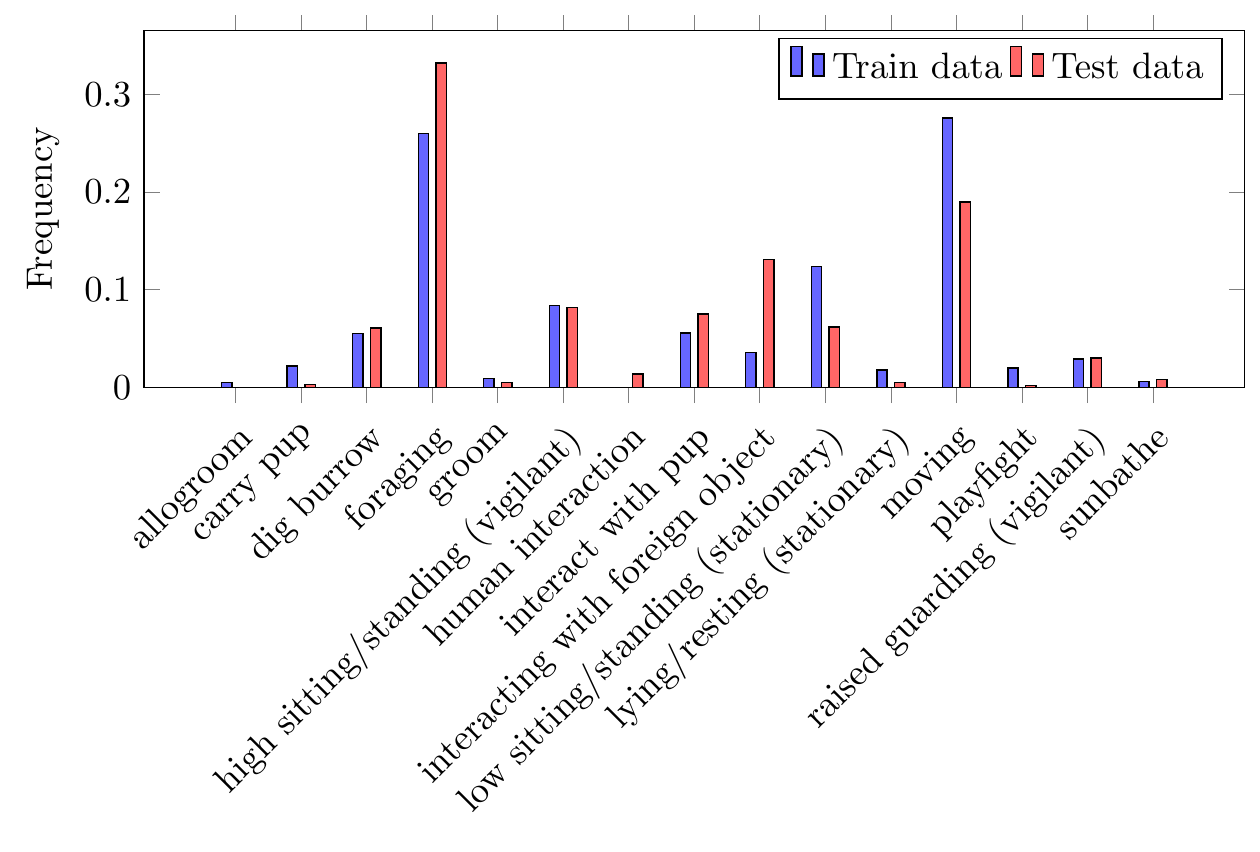 Train data
Test data
Frequency
0.3
0.2
0.1
0
allogroom
carry pup
dig burrow
foraging
groom
high sitting/standing (vigilant)
human interaction
interact with pup
interacting with foreign object
low sitting/standing (stationary)
lying/resting (stationary)
moving
playfight
raised guarding (vigilant)
sunbathe